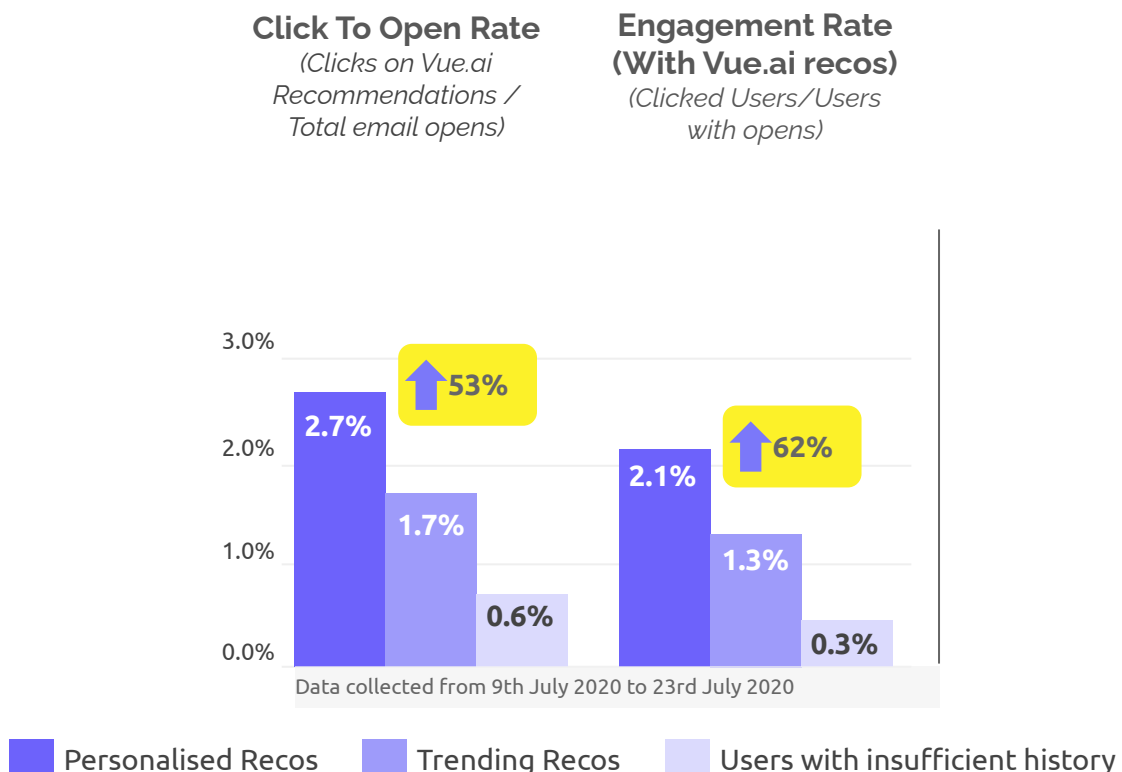 Click To Open Rate
(Clicks on Vue.ai
Recommendations /
Total email opens)
Engagement Rate
(With Vue.ai recos)
(Clicked Users/Users
with opens)
3.0%
2.0%
1.0%
0.0%
2.7%
53%
1.7%
0.6%
2.1%
62%
1.3%
0.3%
Data collected from 9th July 2020 to 23rd July 2020
Personalised Recos
Trending Recos
Users with insufficient history